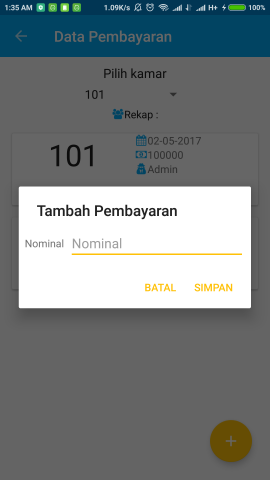 1:35 AM 1.09K/s H+ 100%
Data Pembayaran
Pilih kamar
101
Rekap :
101
02-05-2017
100000
Admin
Tambah Pembayaran
Nominal Nominal
BATAL SIMPAN
+